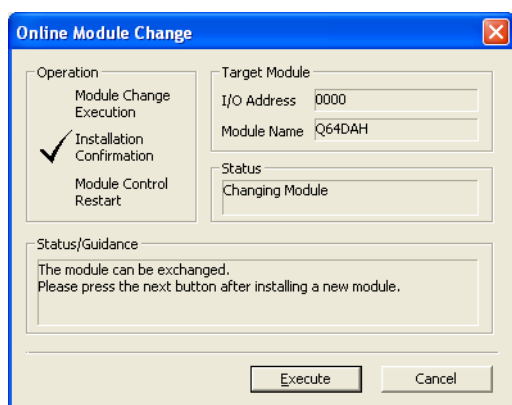 Online Module Change
Operation
Module Change
Execution
Installation
Confirmation
Module Control
Restart
Target Module
I/O Address 0000
Module Name Q64DAH
Status
Changing Module
Status/Guidance
The module can be exchanged.
Please press the next button after installing a new module.
Execute Cancel